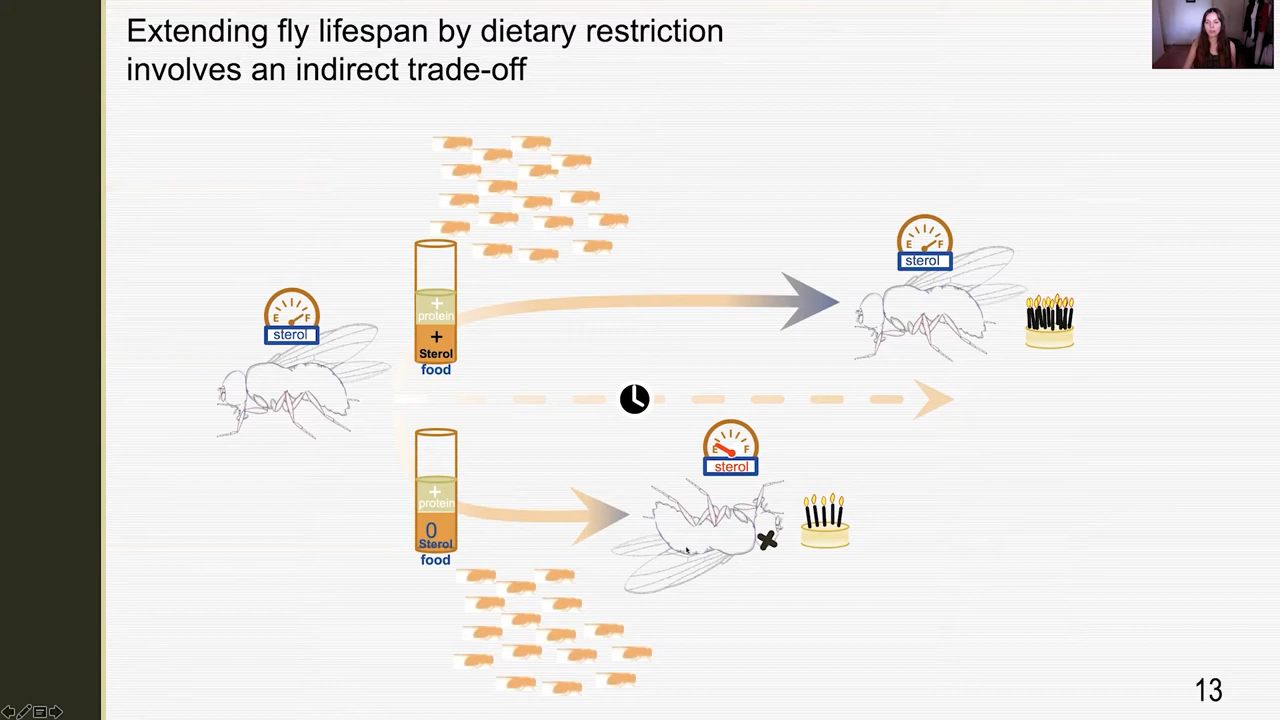 Extending fly lifespan by dietary restriction
involves an indirect trade-off
E F
sterol
+
protein
+
Sterol
food
E F
sterol
+
protein
0
Sterol
food
E F
sterol
13